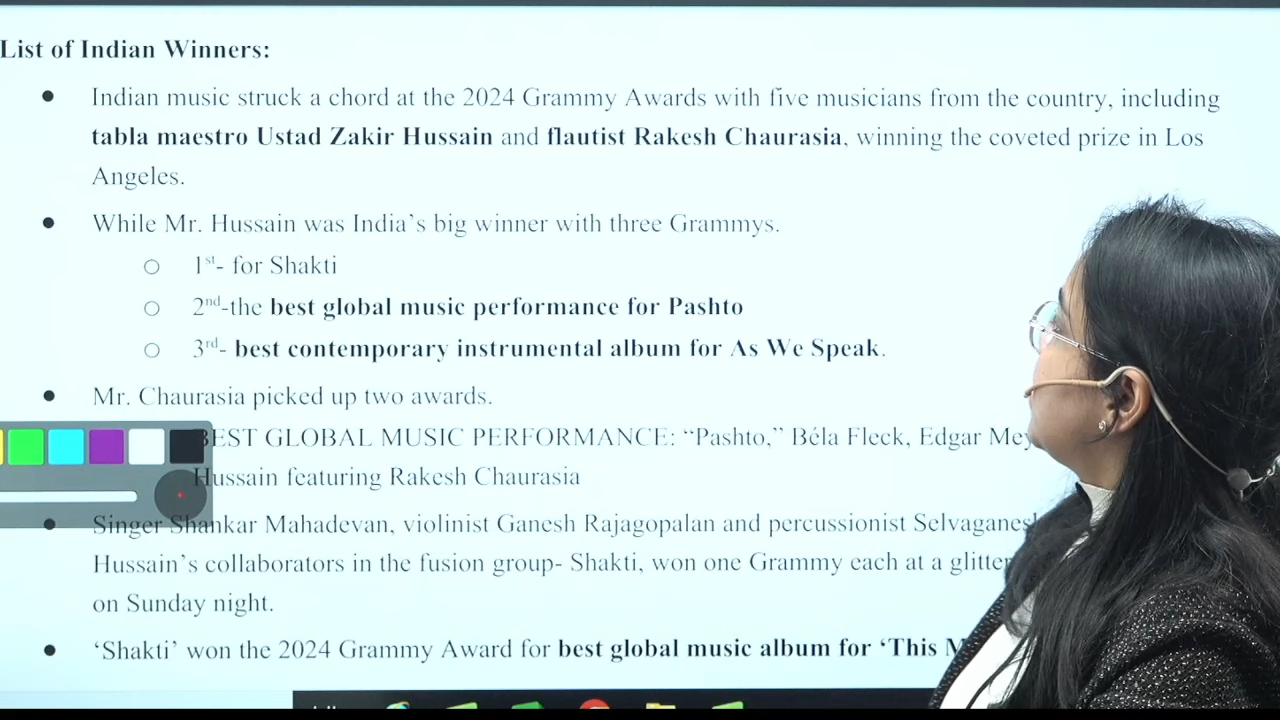 List of Indian Winners:
● Indian music struck a chord at the 2024 Grammy Awards with five musicians from the country, including
tabla maestro Ustad Zakir Hussain and flautist Rakesh Chaurasia, winning the coveted prize in Los
Angeles.
● While Mr. Hussain was India’s big winner with three Grammys.
○ 1st- for Shakti
○ 2nd-the best global music performance for Pashto
○ 3rd- best contemporary instrumental album for As We Speak.
● Mr. Chaurasia picked up two awards.
BEST GLOBAL MUSIC PERFORMANCE: “Pashto,” Béla Fleck, Edgar
Hussain featuring Rakesh Chaurasia
● Singer Shankar Mahadevan, violinist Ganesh Rajagopalan and percussionist
Hussain’s collaborators in the fusion group- Shakti, won one Grammy each at a
on Sunday night.
● ‘Shakti’ won the 2024 Grammy Award for best global music album for ‘This